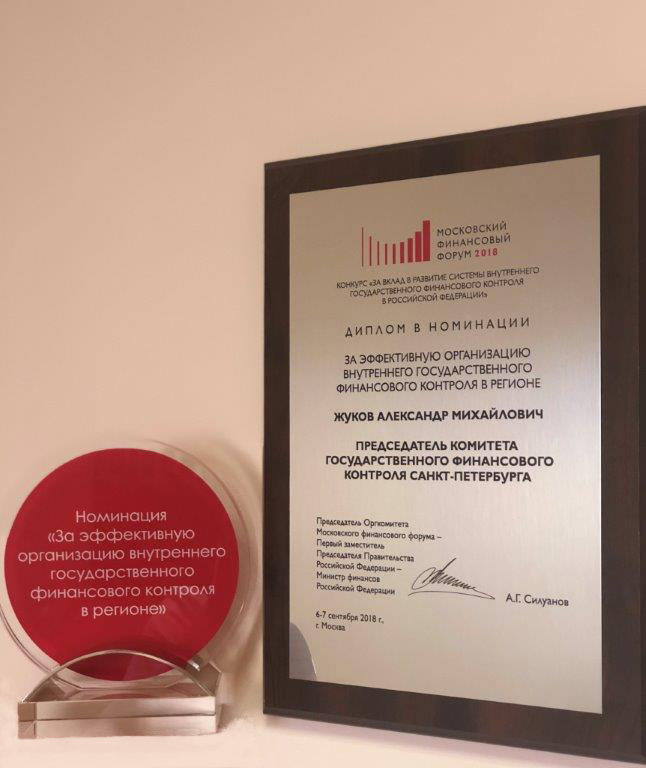 Номинация
«За эффективную
организацию внутреннего
государственного
финансового контроля
в регионе»
МОСКОВСКИЙ
ФИНАНСОВЫЙ
ФОРУМ 2018
КОНКУРС «ЗА ВКЛАД В РАЗВИТИЕ СИСТЕМЫ ВНУТРЕННЕГО
ГОСУДАРСТВЕННОГО ФИНАНСОВОГО КОНТРОЛЯ
В РОССИЙСКОЙ ФЕДЕРАЦИИ»
ДИПЛОМ В НОМИНАЦИИ
ЗА ЭФФЕКТИВНУЮ ОРГАНИЗАЦИЮ
ВНУТРЕННЕГО ГОСУДАРСТВЕННОГО
ФИНАНСОВОГО КОНТРОЛЯ В РЕГИОНЕ
ЖУКОВ АЛЕКСАНДР МИХАЙЛОВИЧ
ПРЕДСЕДАТЕЛЬ КОМИТЕТА
ГОСУДАРСТВЕННОГО ФИНАНСОВОГО
КОНТРОЛЯ САНКТ-ПЕТЕРБУРГА
Председатель Оргкомитета
Московского финансового форума –
Первый заместитель
Председателя Правительства
Российской Федерации –
Министр финансов
Российской Федерации
А.Г. Силуанов
6-7 сентября 2018 г.,
г. Москва